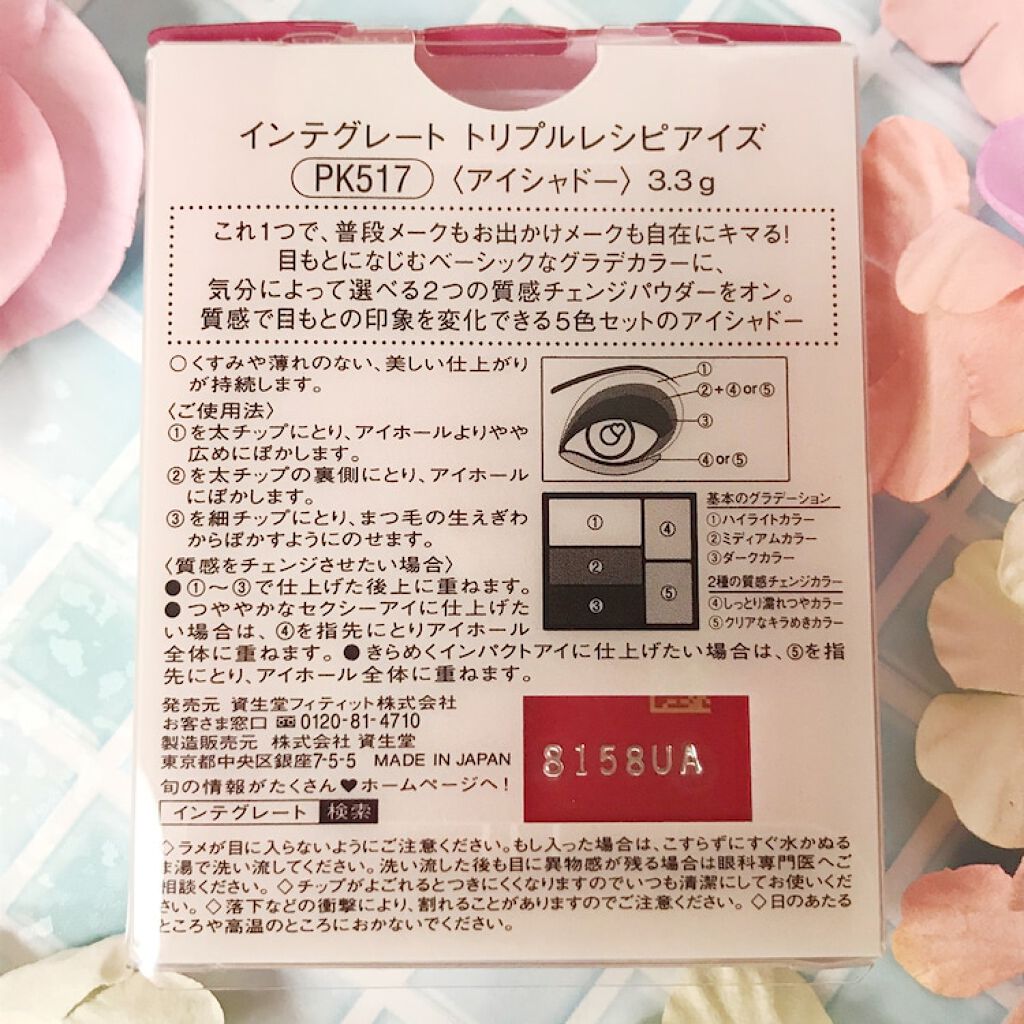 インテグレート トリプルレシピアイズ
PK517 〈アイシャドー〉 3.3g
これ1つで、普段メークもお出かけメークも自在にキマる!
目もとになじむベーシックなグラデカラーに、
気分によって選べる2つの質感チェンジパウダーをオン。
質感で目もとの印象を変化できる5色セットのアイシャドー
○くすみや薄れのない、美しい仕上がり
が持続します。
〈ご使用法〉
①を太チップにとり、アイホールよりやや
広めにぼかします。
②を太チップの裏側にとり、アイホール
にぼかします。
③を細チップにとり、まつ毛の生えぎわ
からぼかすようにのせます。
〈質感をチェンジさせたい場合〉
●①〜③で仕上げた後上に重ねます。
●つややかなセクシーアイに仕上げた
い場合は、④を指先にとりアイホール
全体に重ねます。●きらめくインパクトアイに仕上げたい場合は、⑤を指
先にとり、アイホール全体に重ねます。
①
②+④or⑤
③
④or⑤
①
②
③
④
⑤
基本のグラデーション
①ハイライトカラー
②ミディアムカラー
③ダークカラー
2種の質感チェンジカラー
④しっとり濡れつやカラー
⑤クリアなキラめきカラー
発売元 資生堂フィティット株式会社
お客さま窓口 0120-81-4710
製造販売元 株式会社 資生堂
東京都中央区銀座7-5-5 MADE IN JAPAN
旬の情報がたくさん♥ホームページへ!
インテグレート 検索
8158UA
◇ラメが目に入らないようにご注意ください。もし入った場合は、こすらずにすぐ水かぬる
ま湯で洗い流してください。洗い流した後も目に異物感が残る場合は眼科専門医へご
相談ください。◇チップがよごれるとつきにくくなりますのでいつも清潔にしてお使いくだ
さい。◇落下などの衝撃により、割れることがありますのでご注意ください。◇日のあたる
ところや高温のところにおかないでください。